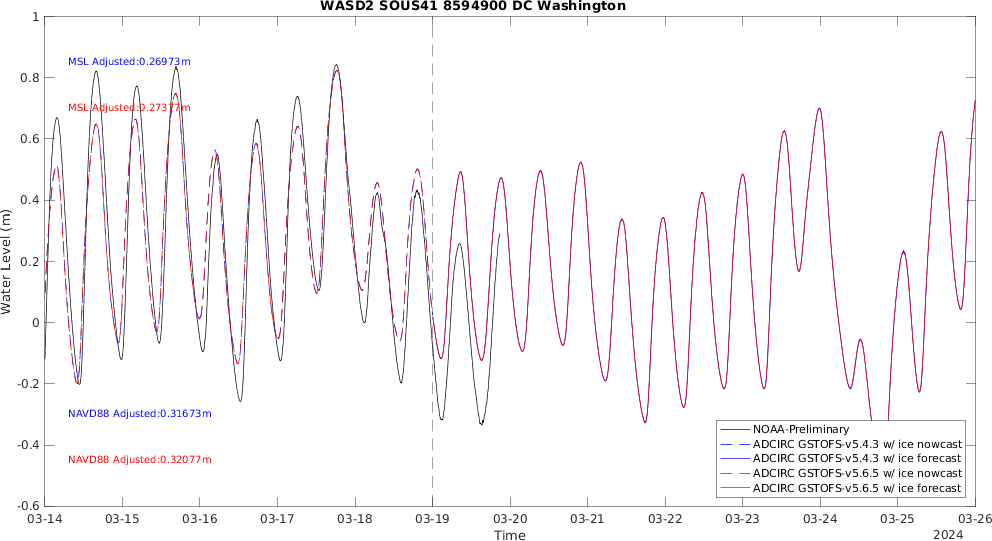 WASD2 SOUS41 8594900 DC Washington
1
0.8
0.6
0.4
0.2
0
-0.2
-0.4
-0.6
Water Level (m)
MSL Adjusted:0.26973m
MSL Adjusted:0.27377m
NAVD88 Adjusted:0.31673m
NAVD88 Adjusted:0.32077m
NOAA-Preliminary
ADCIRC GSTOFS-v5.4.3 w/ ice nowcast
ADCIRC GSTOFS-v5.4.3 w/ ice forecast
ADCIRC GSTOFS-v5.6.5 w/ ice nowcast
ADCIRC GSTOFS-v5.6.5 w/ ice forecast
03-14 03-15 03-16 03-17 03-18 03-19 03-20 03-21 03-22 03-23 03-24 03-25 03-26
Time
2024